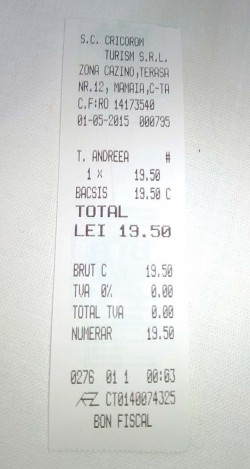 S.C. CRICOROM
TURISM S.R.L.
ZONA CAZINO,TERASA
NR.12, MAMAIA,C-TA
C.F:RO 14173540
01-05-2015 000795
T. ANDREEA #
1 X 19.50
BACSIS 19.50 C
TOTAL
LEI 19.50
BRUT C 19.50
TVA 0% 0.00
TOTAL TVA 0.00
NUMERAR 19.50
0276 01 1 00:03
CT0140074325
BON FISCAL